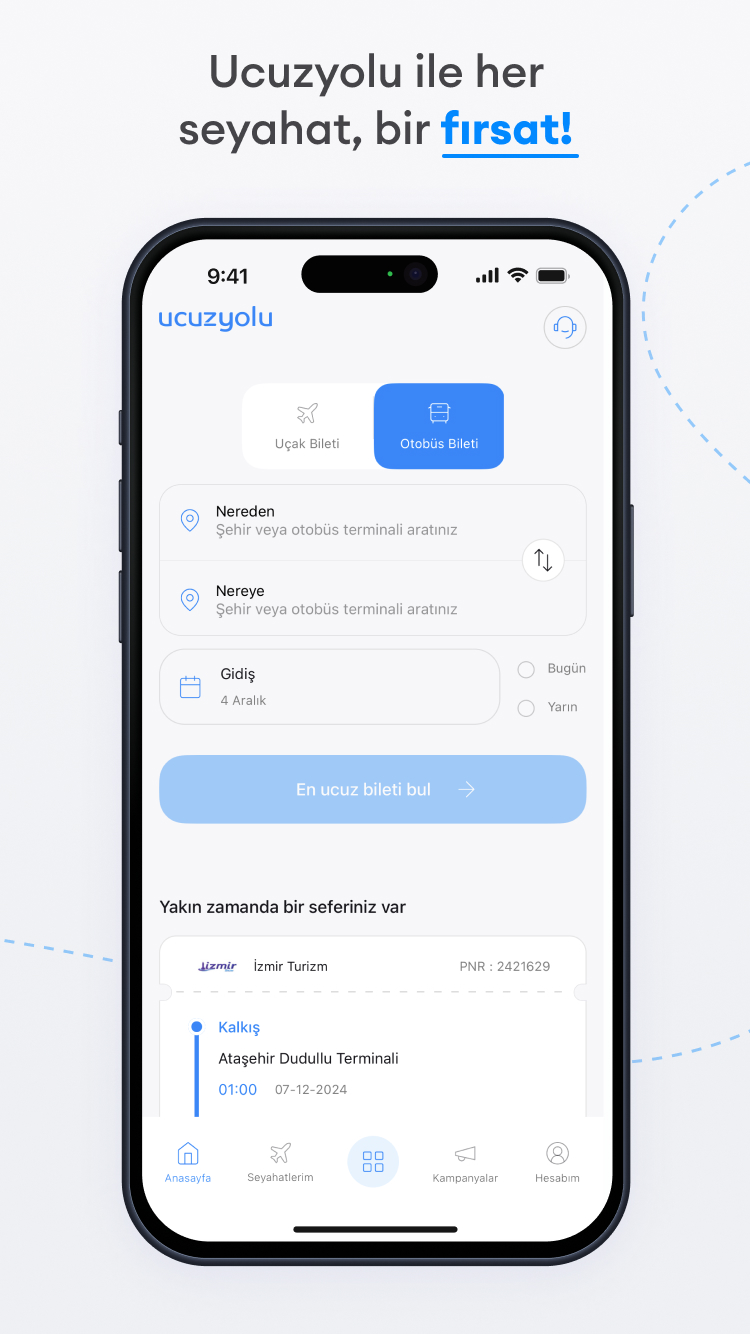 Ucuzyolu ile her
seyahat, bir fırsat!
9:41
ucuzyolu
Uçak Bileti
Otobüs Bileti
Nereden
Şehir veya otobüs terminali aratınız
Nereye
Şehir veya otobüs terminali aratınız
Gidiş
4 Aralık
Bugün
Yarın
En ucuz bileti bul
Yakın zamanda bir seferiniz var
izmir
İzmir Turizm
PNR : 2421629
Kalkış
Ataşehir Dudullu Terminali
01:00 07-12-2024
Anasayfa
Seyahatlerim
Kampanyalar
Hesabım